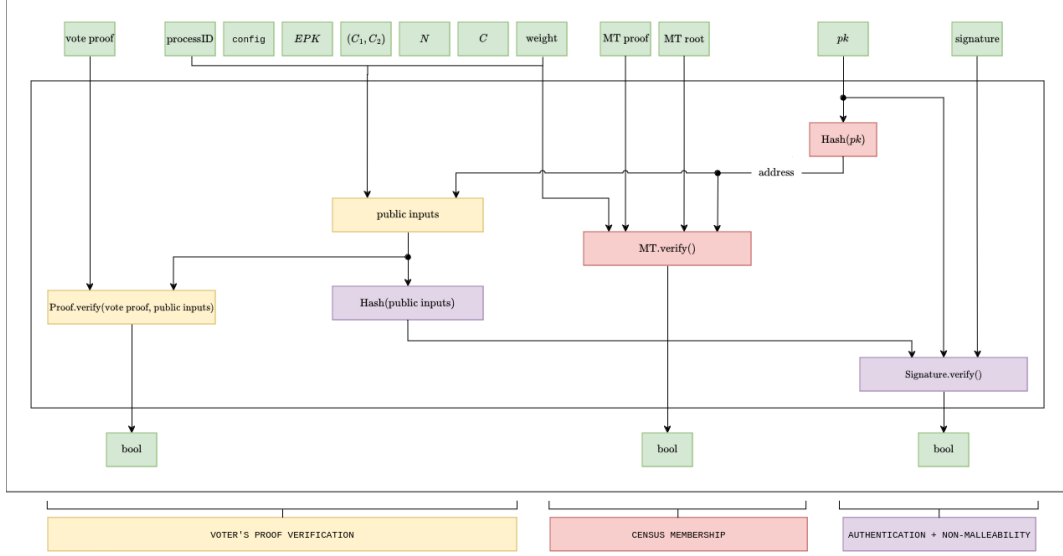 vote proof
processID
config
EPK
(C₁, C₂)
N
C
weight
MT proof
MT root
pk
signature
Hash(pk)
address
public inputs
MT.verify()
Proof.verify(vote proof, public inputs)
Hash(public inputs)
Signature.verify()
bool
bool
bool
VOTER'S PROOF VERIFICATION
CENSUS MEMBERSHIP
AUTHENTICATION + NON-MALLEABILITY